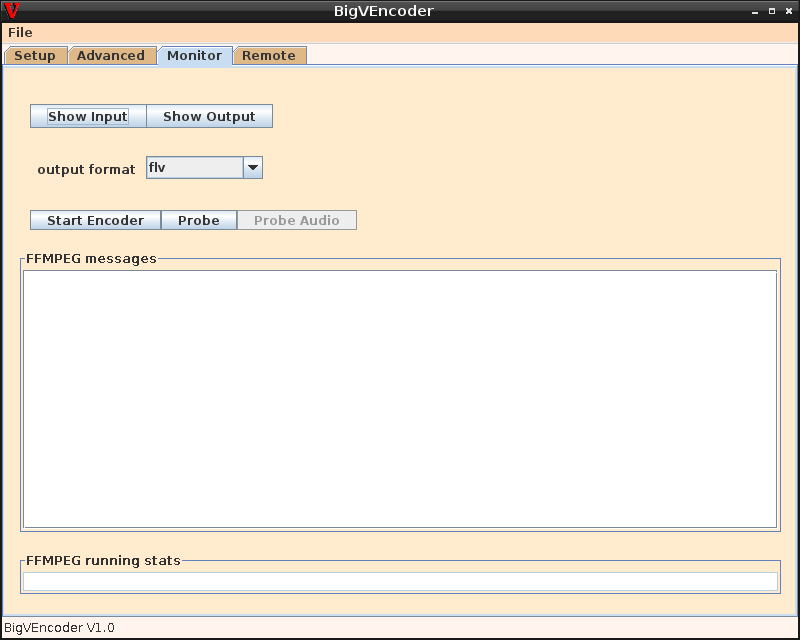 V BigVEncoder
File
Setup Advanced Monitor Remote
Show Input Show Output
output format flv
Start Encoder Probe Probe Audio
FFMPEG messages
FFMPEG running stats
BigVEncoder V1.0